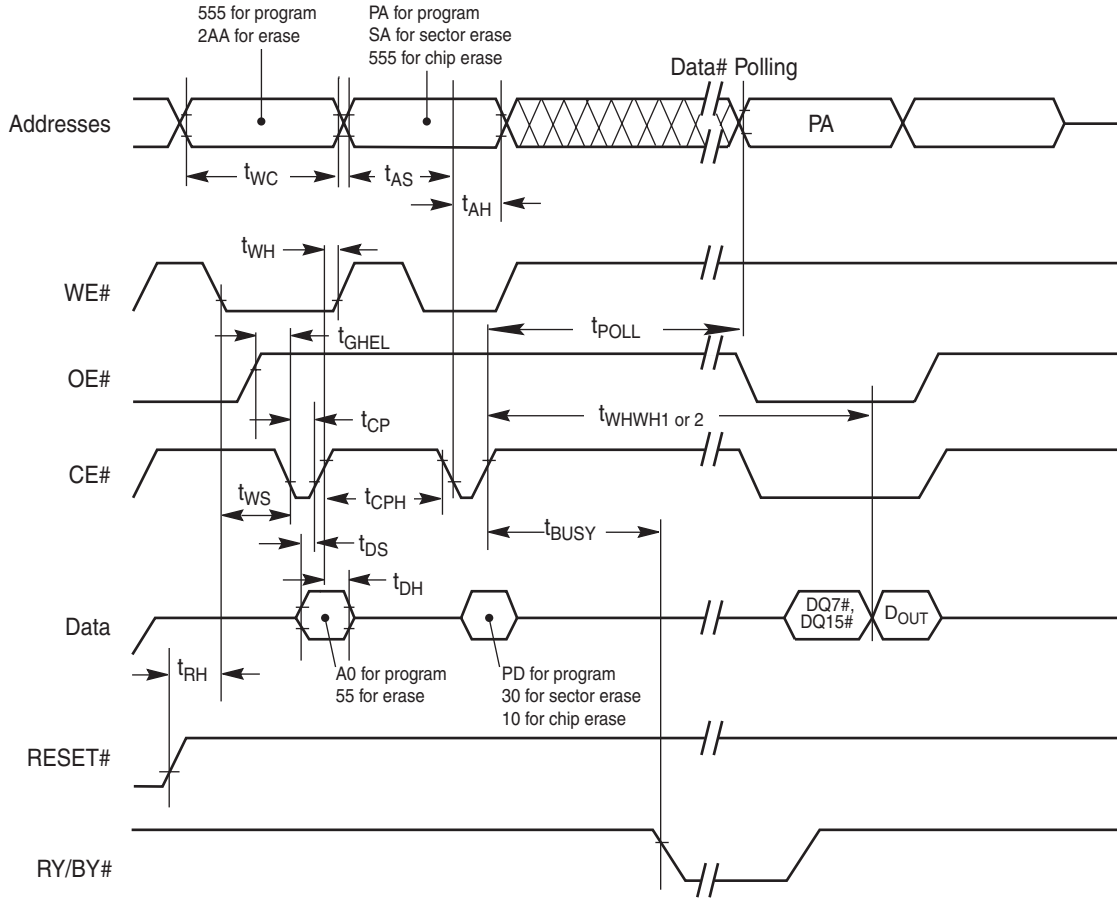 555 for program
2AA for erase
PA for program
SA for sector erase
555 for chip erase
Data# Polling
Addresses
PA
tWC
tAS
tAH
tWH
WE#
tGHEL
tPOLL
OE#
tCP
tWHWH1 or 2
CE#
tWS
tCPH
tBUSY
tDS
tDH
Data
DQ7#,
DQ15#
DOUT
tRH
A0 for program
55 for erase
PD for program
30 for sector erase
10 for chip erase
RESET#
RY/BY#